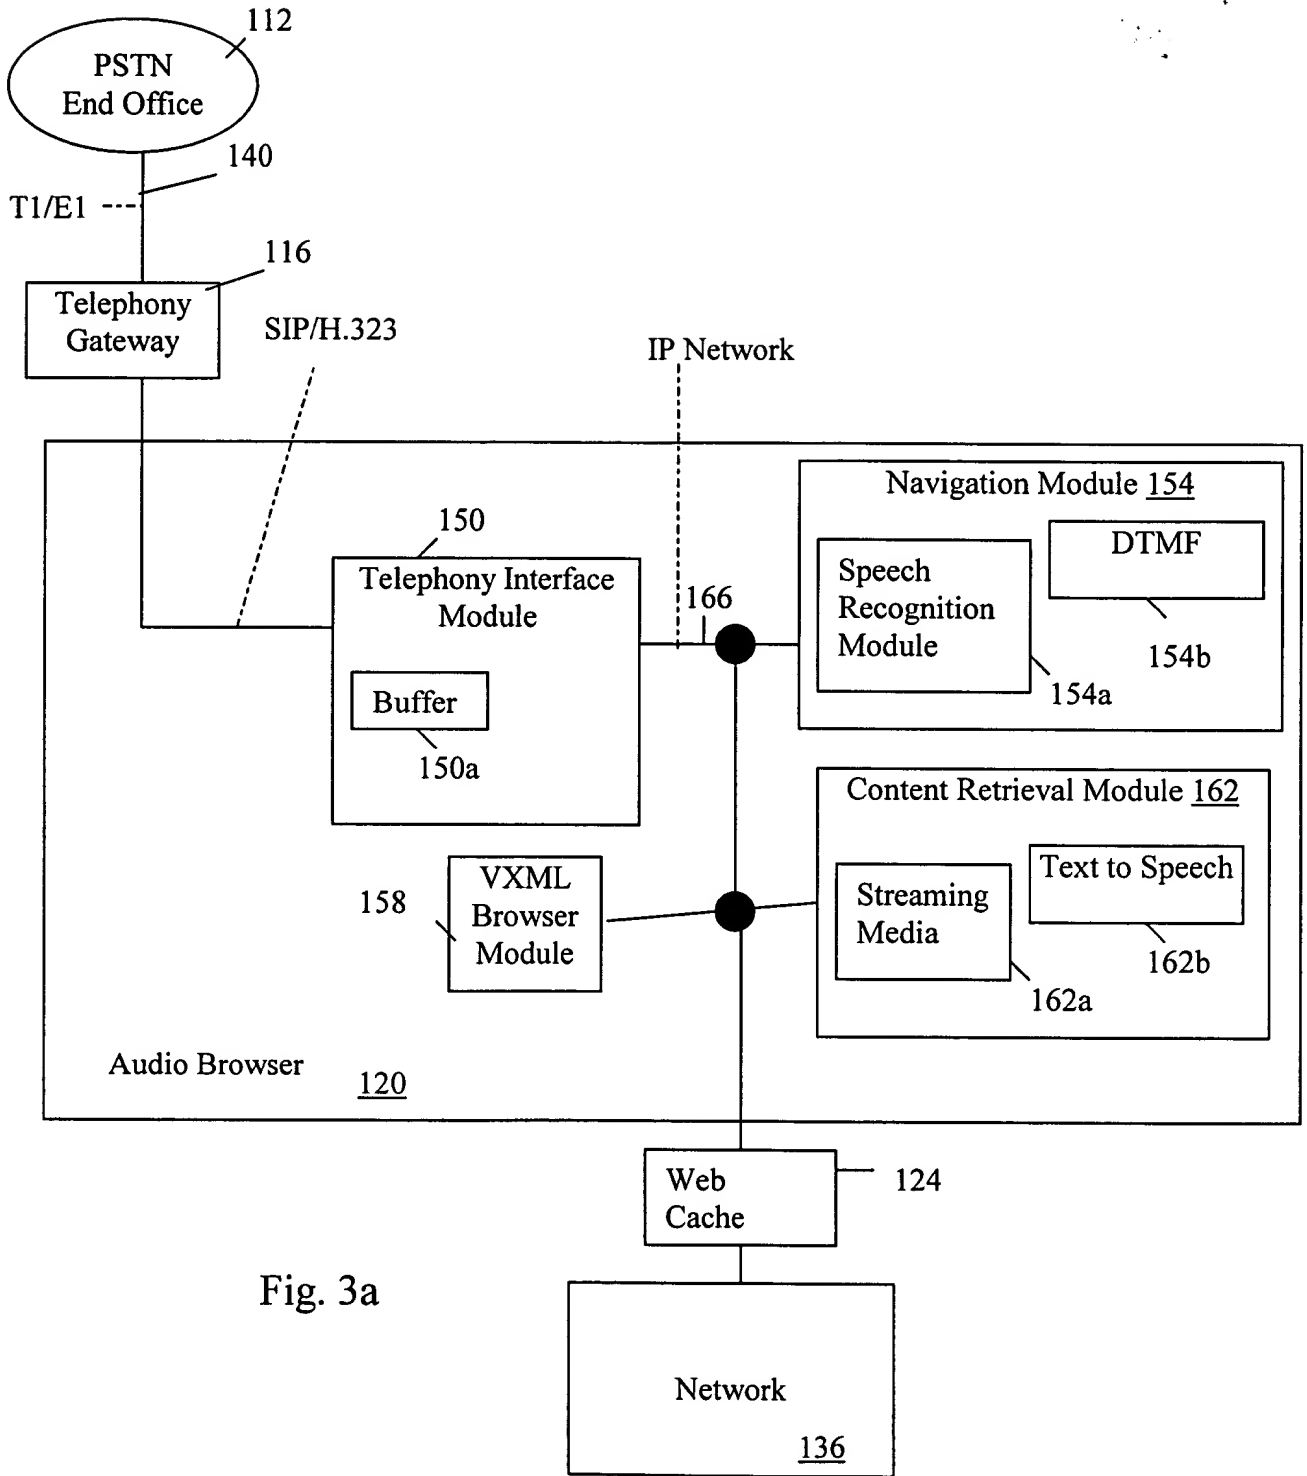 112
PSTN
End Office
140
T1/E1
116
Telephony
Gateway
SIP/H.323
IP Network
Navigation Module 154
150
DTMF
Telephony Interface
Module
Speech
Recognition
Module
166
154b
154a
Buffer
150a
Content Retrieval Module 162
VXML
Browser
Module
158
Text to Speech
Streaming
Media
162b
162a
Audio Browser
120
Web
Cache
124
Fig. 3a
Network
136